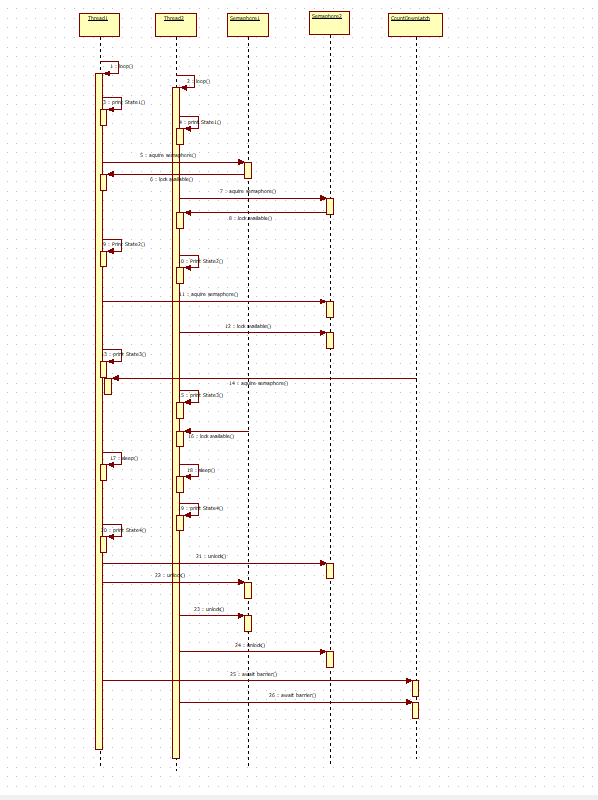 Thread1
Thread2
Semaphore1
Semaphore2
CountDownLatch
1 : loop()
2 : loop()
3 : print State1()
4 : print State1()
5 : aquire semaphore()
6 : lock available()
7 : aquire semaphore()
8 : lock available()
9 : Print State2()
10 : Print State2()
11 : aquire semaphore()
12 : lock available()
13 : print State3()
14 : aquire semaphore()
15 : print State3()
16 : lock available()
17 : sleep()
18 : sleep()
19 : print State4()
20 : print State4()
21 : unlock()
22 : unlock()
23 : unlock()
24 : unlock()
25 : await barrier()
26 : await barrier()